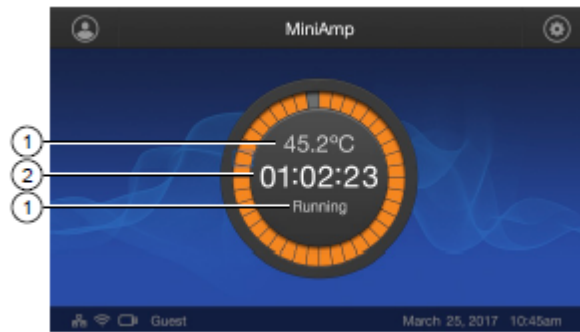 MiniAmp
1 45.2°C
2 01:02:23
1 Running
Guest March 25, 2017 10:45am